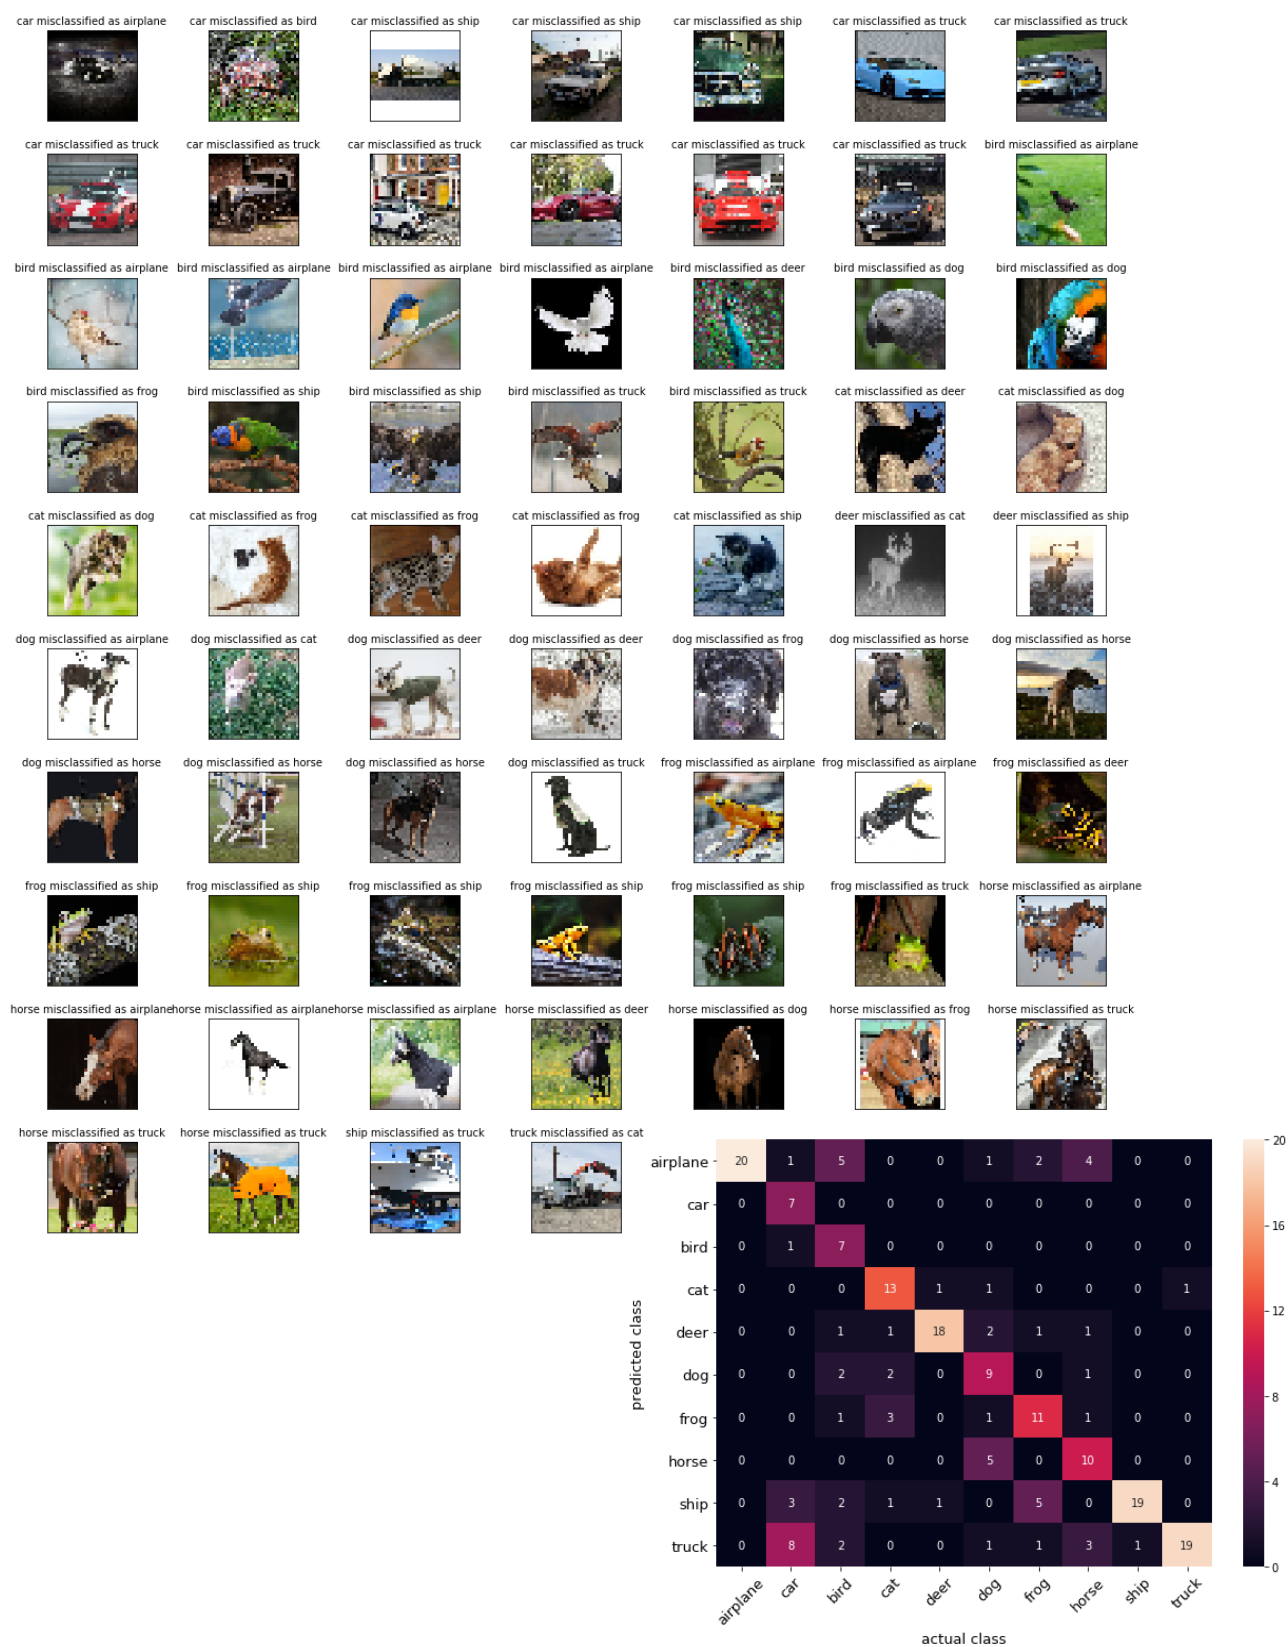 car misclassified as airplane car misclassified as bird car misclassified as ship car misclassified as ship car misclassified as ship car misclassified as truck car misclassified as truck
car misclassified as truck car misclassified as truck car misclassified as truck car misclassified as truck car misclassified as truck car misclassified as truck bird misclassified as airplane
bird misclassified as airplane bird misclassified as airplane bird misclassified as airplane bird misclassified as airplane bird misclassified as deer bird misclassified as dog bird misclassified as dog
bird misclassified as frog bird misclassified as ship bird misclassified as ship bird misclassified as truck bird misclassified as truck cat misclassified as deer cat misclassified as dog
cat misclassified as dog cat misclassified as frog cat misclassified as frog cat misclassified as frog cat misclassified as ship deer misclassified as cat deer misclassified as ship
dog misclassified as airplane dog misclassified as cat dog misclassified as deer dog misclassified as deer dog misclassified as frog dog misclassified as horse dog misclassified as horse
dog misclassified as horse dog misclassified as horse dog misclassified as horse dog misclassified as truck frog misclassified as airplane frog misclassified as airplane frog misclassified as deer
frog misclassified as ship frog misclassified as ship frog misclassified as ship frog misclassified as ship frog misclassified as ship frog misclassified as truck horse misclassified as airplane
horse misclassified as airplane horse misclassified as airplane horse misclassified as airplane horse misclassified as deer horse misclassified as dog horse misclassified as frog horse misclassified as truck
horse misclassified as truck horse misclassified as truck ship misclassified as truck truck misclassified as cat
predicted class
airplane 20 1 5 0 0 1 2 4 0 0
car 0 7 0 0 0 0 0 0 0 0
bird 0 1 7 0 0 0 0 0 0 0
cat 0 0 0 13 1 1 0 0 0 1
deer 0 0 1 1 18 2 1 1 0 0
dog 0 0 2 2 0 9 0 1 0 0
frog 0 0 1 3 0 1 11 1 0 0
horse 0 0 0 0 0 5 0 10 0 0
ship 0 3 2 1 1 0 5 0 19 0
truck 0 8 2 0 0 1 1 3 1 19
airplane car bird cat deer dog frog horse ship truck
actual class
20
16
12
8
4
0